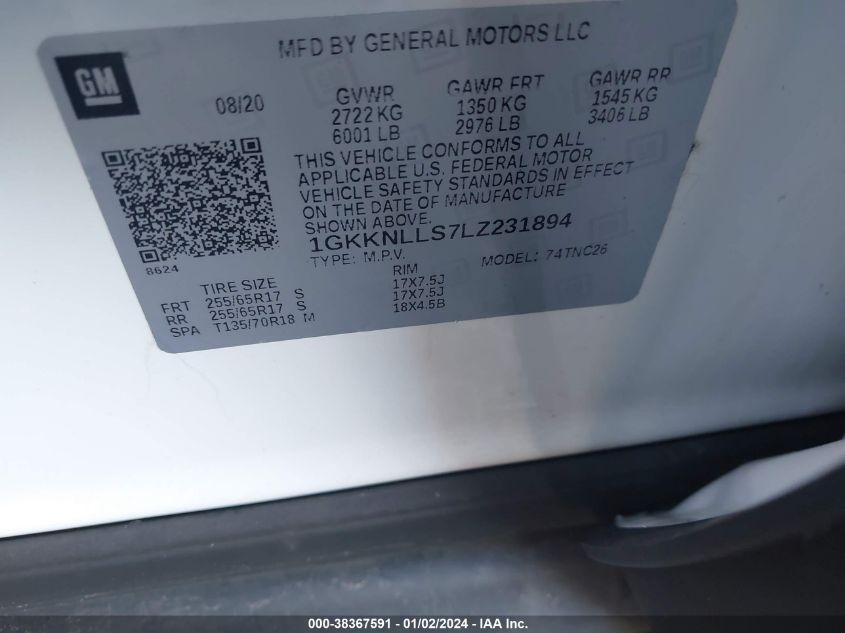 MFD BY GENERAL MOTORS LLC
GM
08/20
GVWR GAWR FRT GAWR RR
2722 KG 1350 KG 1545 KG
6001 LB 2976 LB 3406 LB
THIS VEHICLE CONFORMS TO ALL
APPLICABLE U.S. FEDERAL MOTOR
VEHICLE SAFETY STANDARDS IN EFFECT
ON THE DATE OF MANUFACTURE
SHOWN ABOVE.
1GKKNLLS7LZ231894
TYPE: M.P.V. MODEL: 74TNC26
8624
TIRE SIZE RIM
FRT 255/65R17 S 17X7.5J
RR 255/65R17 S 17X7.5J
SPA T135/70R18 M 18X4.5B
000-38367591 - 01/02/2024 - IAA Inc.